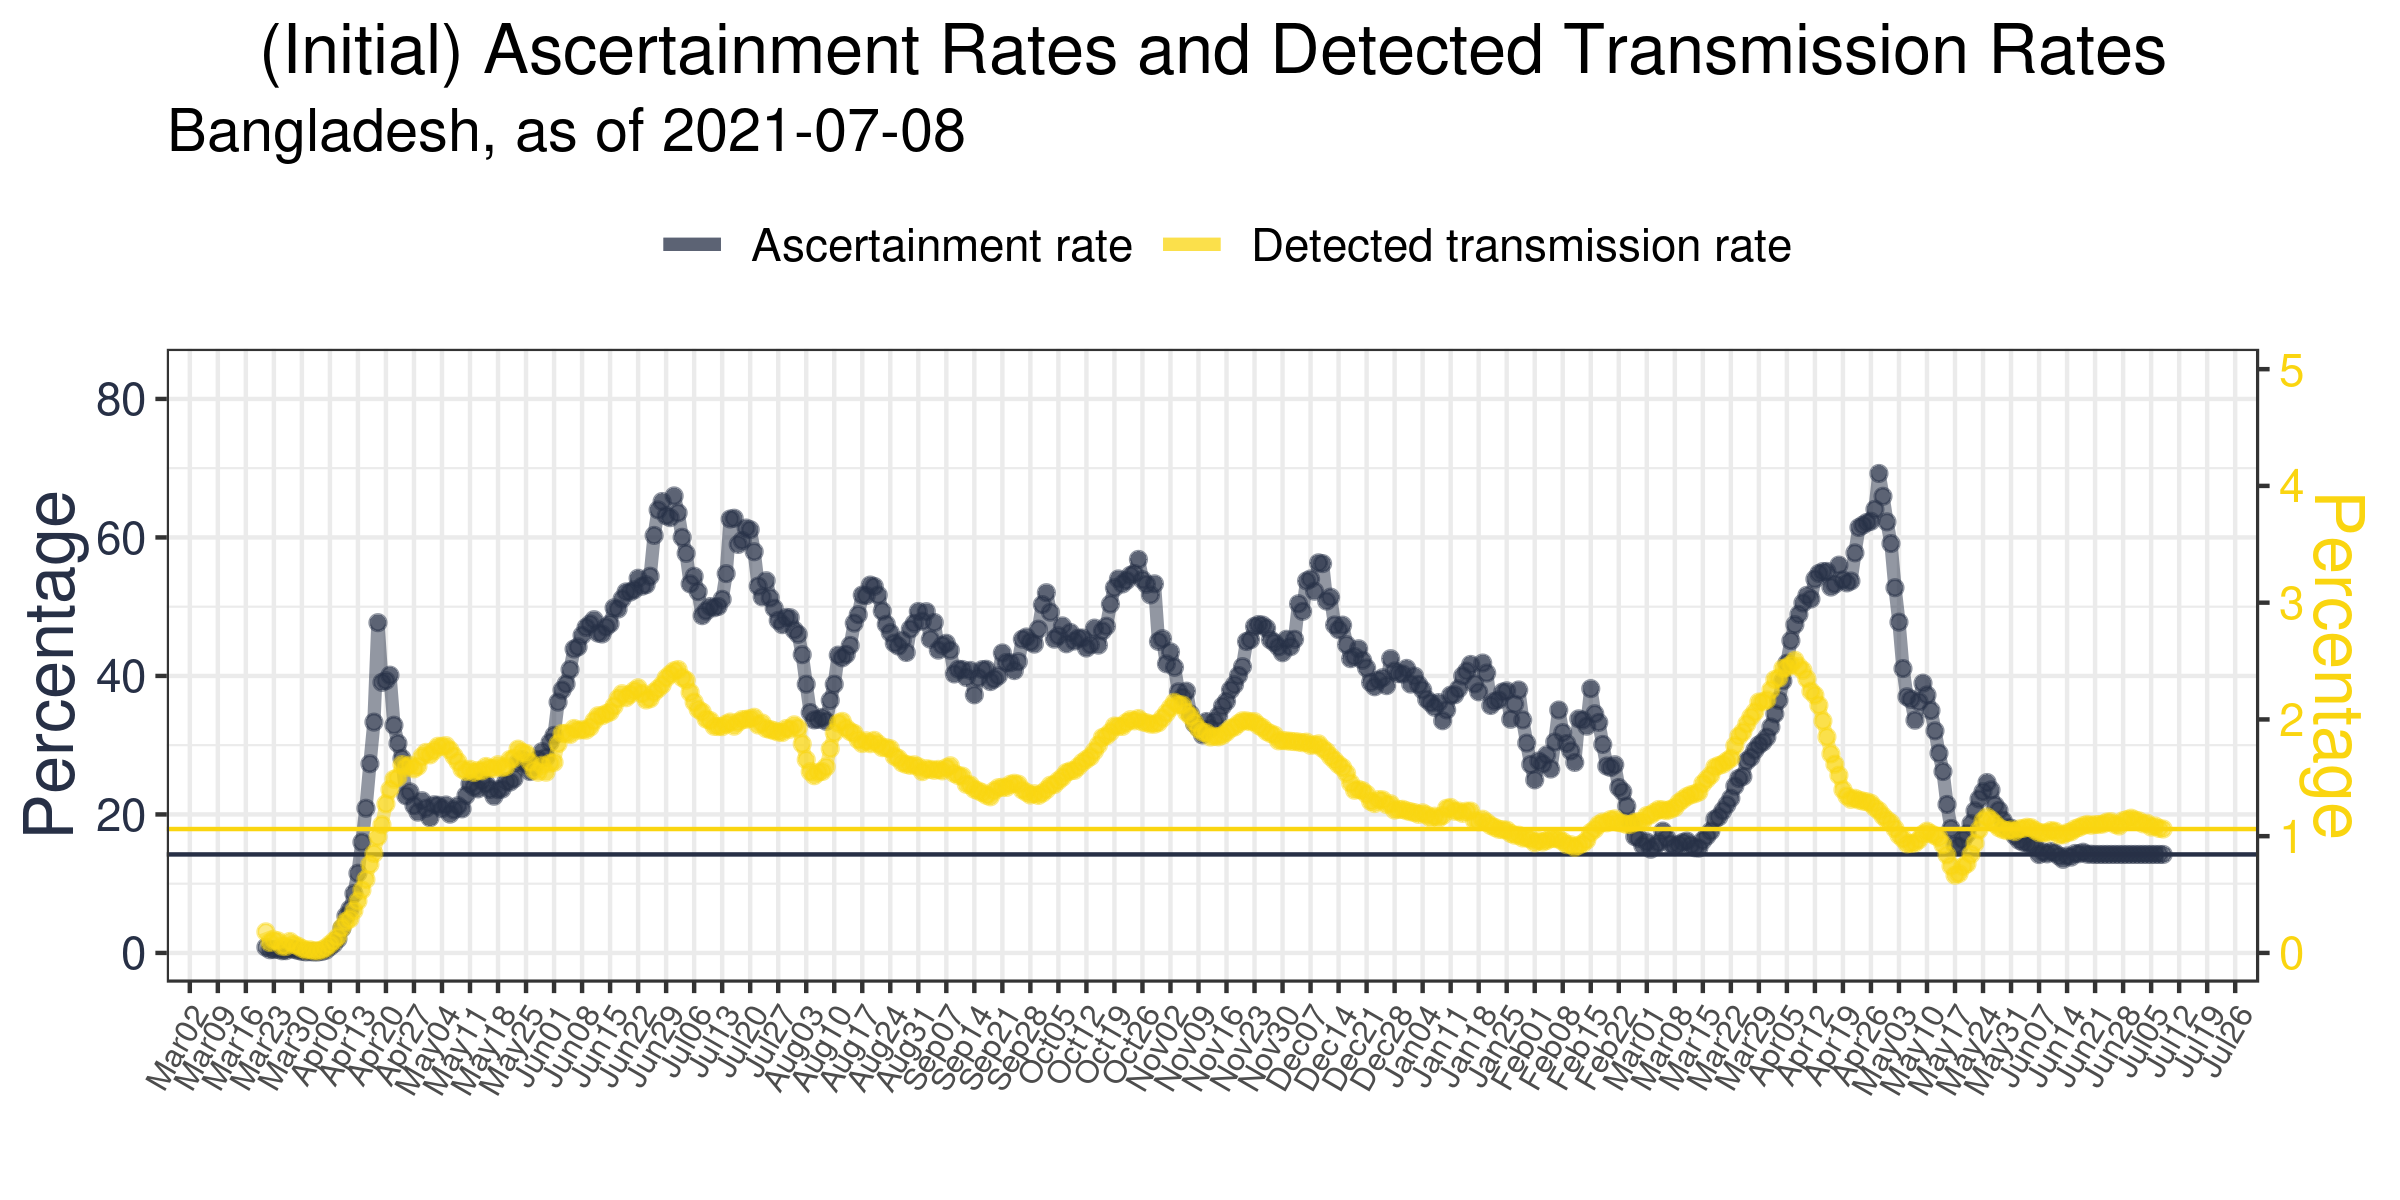 (Initial) Ascertainment Rates and Detected Transmission Rates
Bangladesh, as of 2021-07-08
Ascertainment rate Detected transmission rate
Percentage
80
60
40
20
0
5
4
3
2
1
0
Percentage
Mar02 Mar09 Mar16 Mar23 Mar30 Apr06 Apr13 Apr20 Apr27 May04 May11 May18 May25 Jun01 Jun08 Jun15 Jun22 Jun29 Jul06 Jul13 Jul20 Jul27 Aug03 Aug10 Aug17 Aug24 Aug31 Sep07 Sep14 Sep21 Sep28 Oct05 Oct12 Oct19 Oct26 Nov02 Nov09 Nov16 Nov23 Nov30 Dec07 Dec14 Dec21 Dec28 Jan04 Jan11 Jan18 Jan25 Feb01 Feb08 Feb15 Feb22 Mar01 Mar08 Mar15 Mar22 Mar29 Apr05 Apr12 Apr19 Apr26 May03 May10 May17 May24 May31 Jun07 Jun14 Jun21 Jun28 Jul05 Jul12 Jul19 Jul26